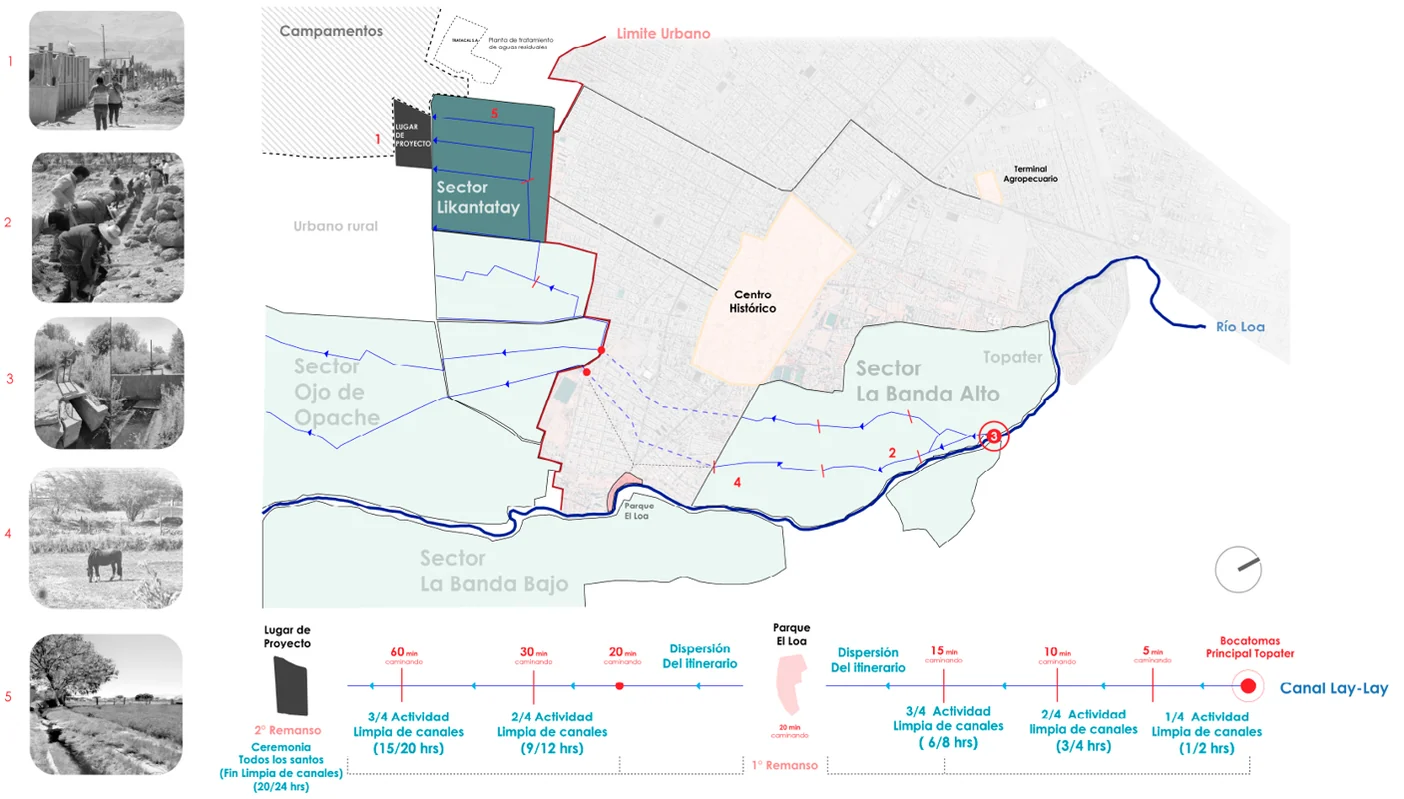 1
2
3
4
5
Campamentos
TRATACAL S.A
Planta de tratamiento
de aguas residuales
Limite Urbano
1
LUGAR
DE
PROYECTO
5
Sector
Likantatay
Urbano rural
Terminal
Agropecuario
Centro
Histórico
Río Loa
Sector
Ojo de
Opache
Sector
La Banda Alto
Topater
3
2
4
Parque
El Loa
Sector
La Banda Bajo
Lugar de
Proyecto
2° Remanso
Ceremonia
Todos los santos
(Fin Limpia de canales)
(20/24 hrs)
60 min
caminando
3/4 Actividad
Limpia de canales
(15/20 hrs)
30 min
caminando
2/4 Actividad
Limpia de canales
(9/12 hrs)
20 min
caminando
Dispersión
Del itinerario
Parque
El Loa
20 min
caminando
1° Remanso
Dispersión
Del itinerario
15 min
caminando
3/4 Actividad
Limpia de canales
( 6/8 hrs)
10 min
caminando
2/4 Actividad
limpia de canales
(3/4 hrs)
5 min
caminando
1/4 Actividad
Limpia de canales
(1/2 hrs)
Bocatomas
Principal Topater
Canal Lay-Lay